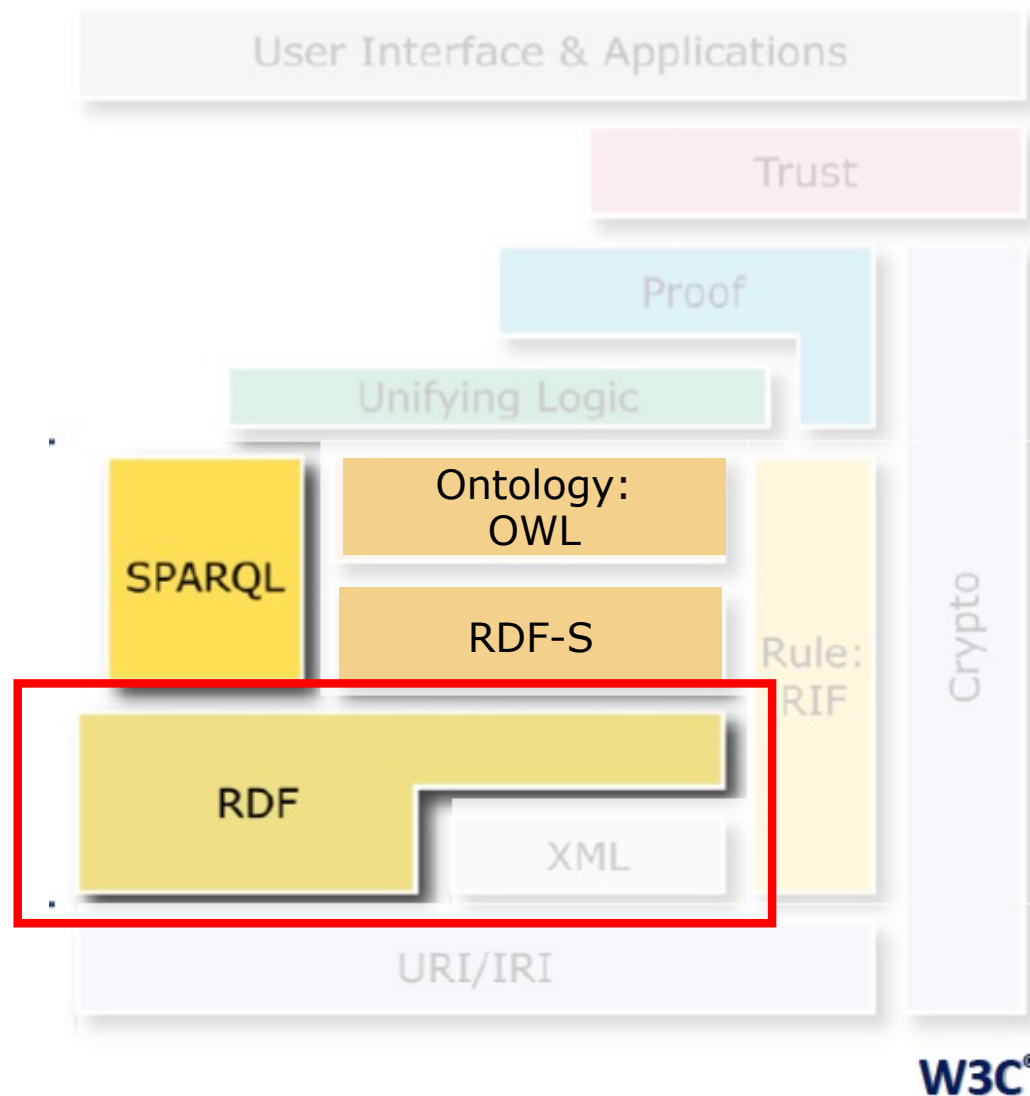 User Interface & Applications
Trust
Proof
Unifying Logic
Ontology:
OWL
SPARQL
RDF-S
Rule:
RIF
Crypto
RDF
XML
URI/IRI
W3C®